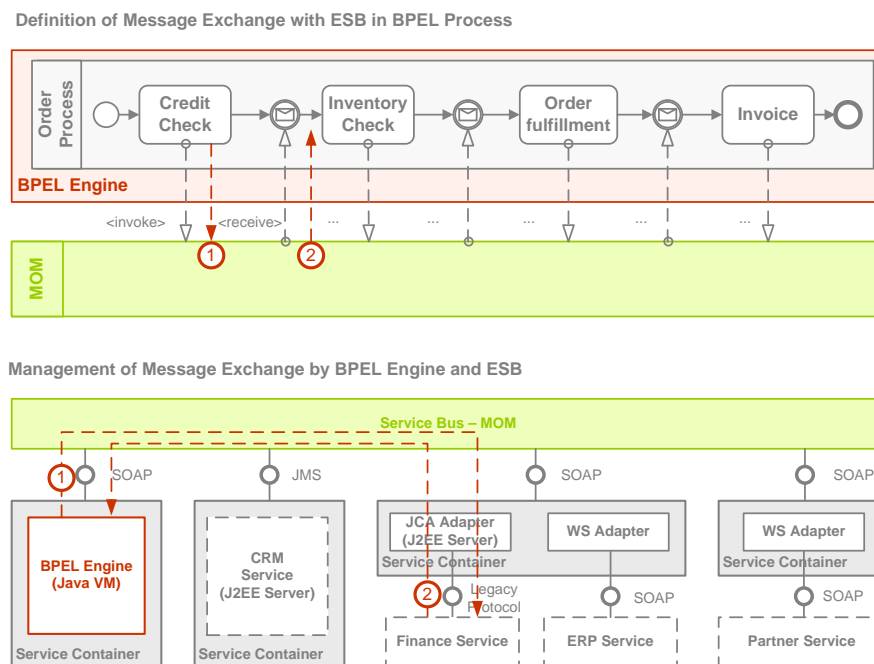 Definition of Message Exchange with ESB in BPEL Process
Order
Process
Credit
Check
Inventory
Check
Order
fulfillment
Invoice
BPEL Engine
<invoke>
<receive>
...
...
...
...
...
1
2
MOM
Management of Message Exchange by BPEL Engine and ESB
Service Bus – MOM
1
SOAP
JMS
SOAP
SOAP
BPEL Engine
(Java VM)
Service Container
CRM
Service
(J2EE Server)
Service Container
JCA Adapter
(J2EE Server)
WS Adapter
Service Container
WS Adapter
Service Container
2
Legacy
Protocol
SOAP
SOAP
Finance Service
ERP Service
Partner Service